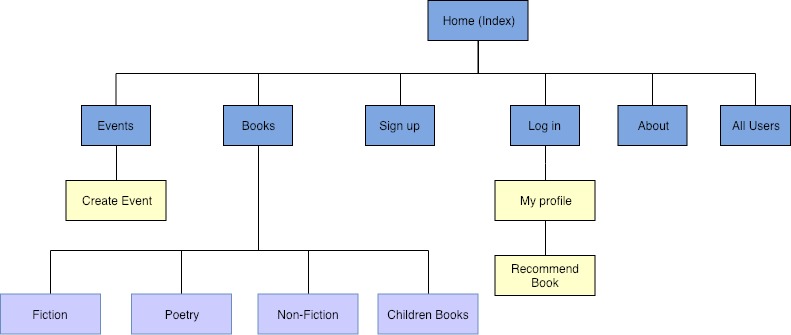 Home (Index)
Events
Books
Sign up
Log in
About
All Users
Create Event
My profile
Recommend
Book
Fiction
Poetry
Non-Fiction
Children Books